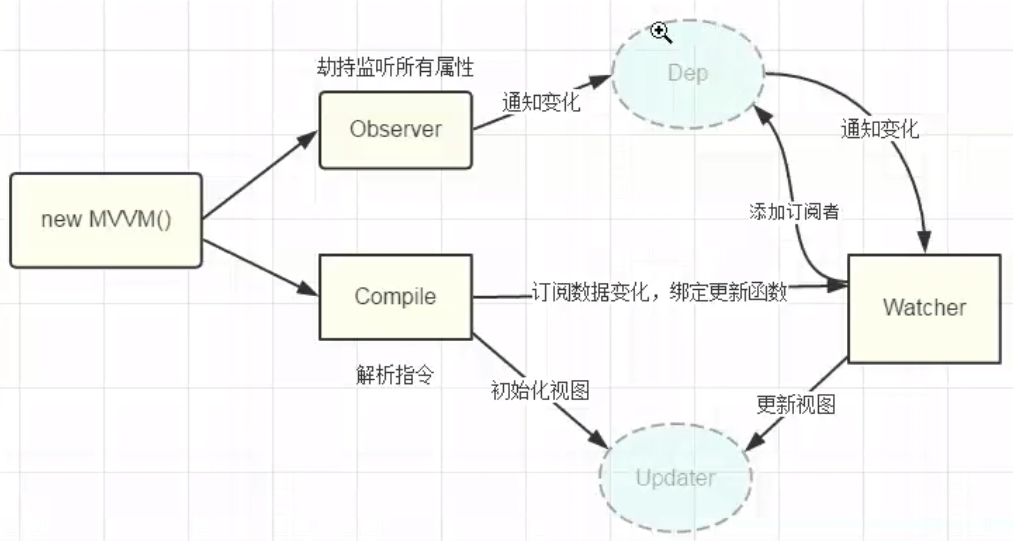 Dep
劫持监听所有属性
通知变化
Observer
通知变化
new MVVM()
添加订阅者
Compile
订阅数据变化，绑定更新函数
Watcher
解析指令
初始化视图
更新视图
Updater